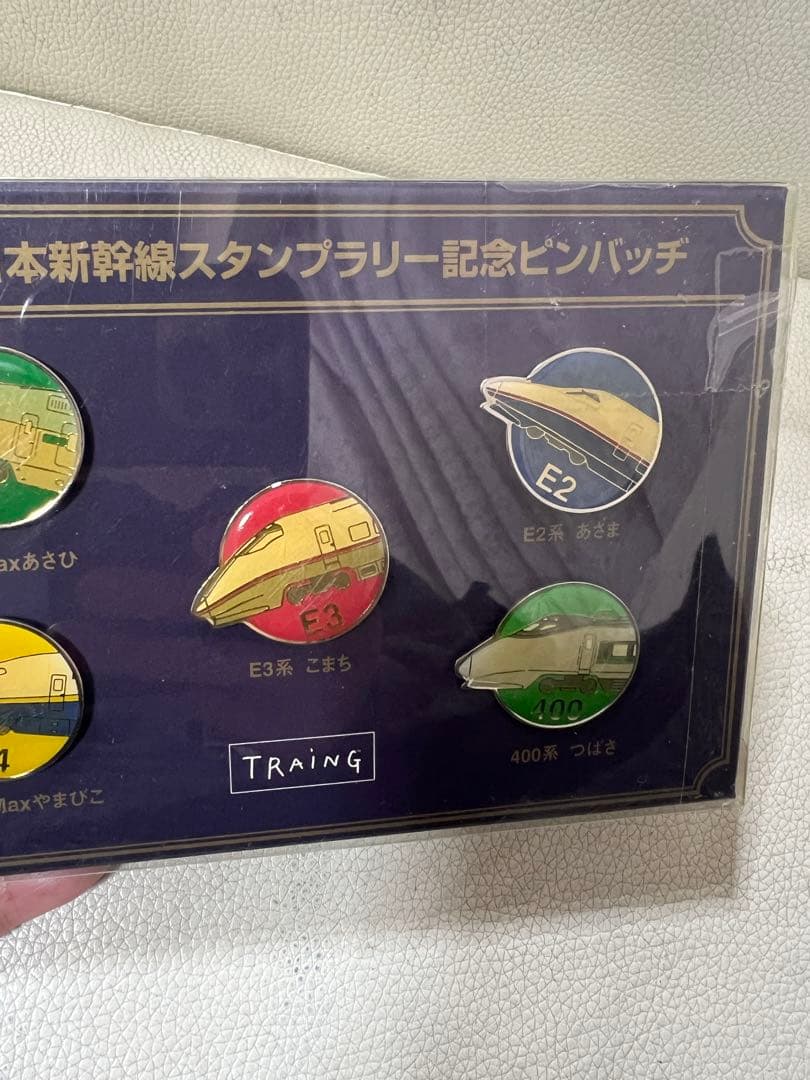 本新幹線スタンプラリー記念ピンバッヂ
E2
E2系 あさま
axあさひ
E3
E3系 こまち
400
400系 つばさ
4
Maxやまびこ
TRAiNG